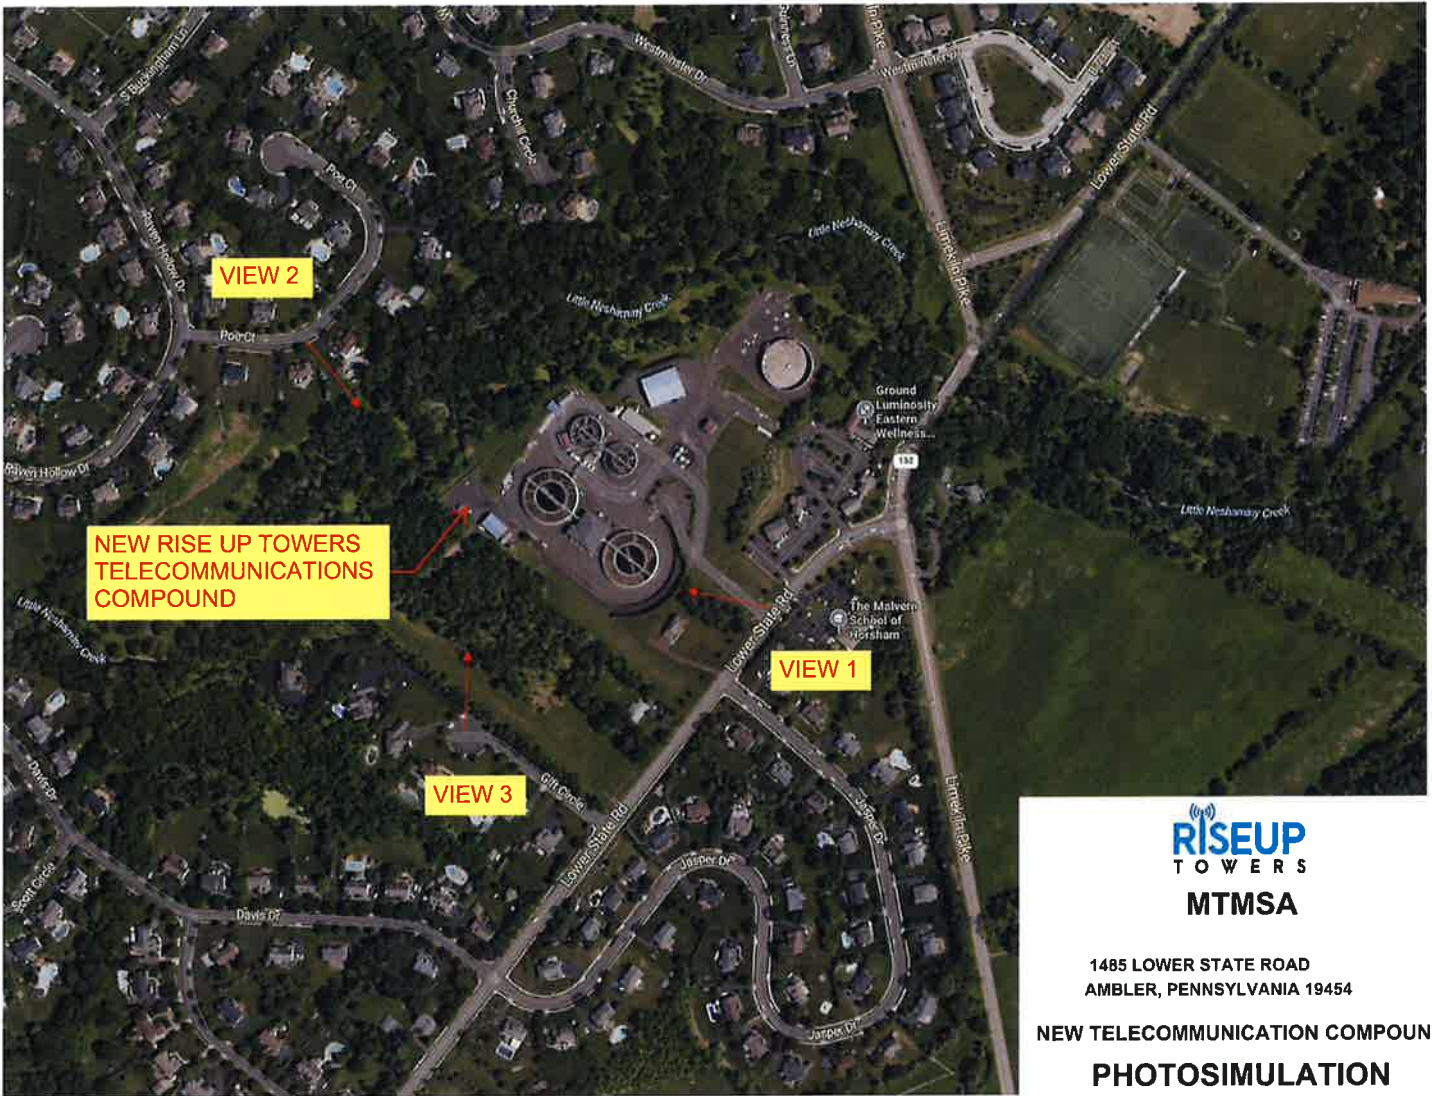 S Buckingham Ln
Westminster Dr
Churchill Circle
Limekiln Pike
Lower State Rd
Poe Ct
Raven Hollow Dr
VIEW 2
Little Neshaminy Creek
Little Neshaminy Creek
Poe Ct
Limekiln Pike
Ground
Luminosity
Eastern
Wellness...
152
Raven Hollow Dr
Little Neshaminy Creek
NEW RISE UP TOWERS
TELECOMMUNICATIONS
COMPOUND
Little Neshaminy Creek
The Malvern
School of
Horsham
Lower State Rd
VIEW 1
Davis Dr
VIEW 3
Gift Circle
Lower State Rd
Jasper Dr
Limekiln Pike
Jasper Dr
Scott Circle
Davis Dr
Jasper Dr
RISEUP
TOWERS
MTMSA
1485 LOWER STATE ROAD
AMBLER, PENNSYLVANIA 19454
NEW TELECOMMUNICATION COMPOUN
PHOTOSIMULATION